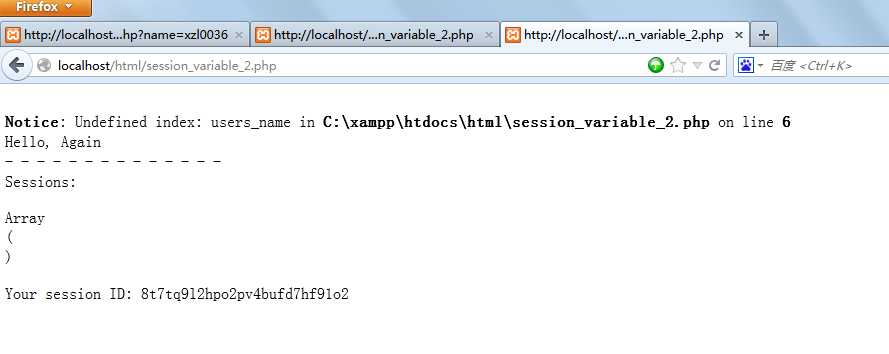 Firefox
http://localhost...hp?name=xzl0036
http://localhost/...n_variable_2.php
http://localhost/...n_variable_2.php
localhost/html/session_variable_2.php
百度 <Ctrl+K>
Notice: Undefined index: users_name in C:\xampp\htdocs\html\session_variable_2.php on line 6
Hello, Again
- - - - - - - - - - - - - -
Sessions:
Array
(
)
Your session ID: 8t7tq9l2hpo2pv4bufd7hf91o2